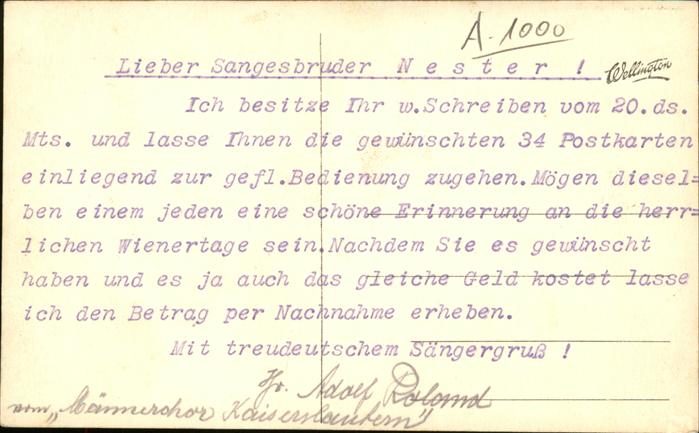 A. 1000
Lieber Sangesbruder Nester !
Wellington
Ich besitze Ihr w.Schreiben vom 20.ds.
Mts. und lasse Ihnen die gewünschten 34 Postkarten
einliegend zur gefl.Bedienung zugehen.Mögen diesel=
ben einem jeden eine schöne Erinnerung an die herr=
lichen Wienertage sein.Nachdem Sie es gewünscht
haben und es ja auch das gleiche Geld kostet lasse
ich den Betrag per Nachnahme erheben.
Mit treudeutschem Sängergruß !
Adolf Roland
vom „Männerchor Kaiserslautern"